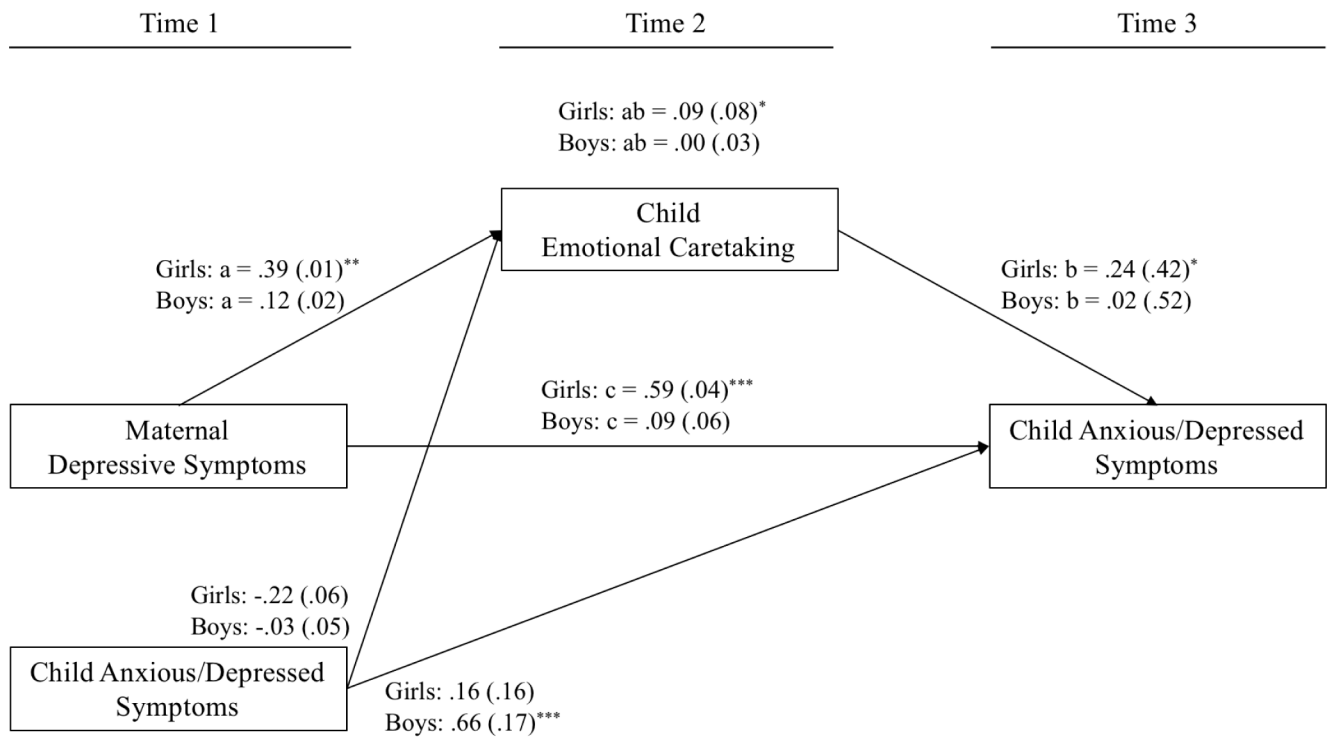 Time 1
Time 2
Time 3
Girls: ab = .09 (.08)*
Boys: ab = .00 (.03)
Child
Emotional Caretaking
Girls: a = .39 (.01)**
Boys: a = .12 (.02)
Girls: b = .24 (.42)*
Boys: b = .02 (.52)
Girls: c = .59 (.04)***
Boys: c = .09 (.06)
Maternal
Depressive Symptoms
Child Anxious/Depressed
Symptoms
Girls: -.22 (.06)
Boys: -.03 (.05)
Child Anxious/Depressed
Symptoms
Girls: .16 (.16)
Boys: .66 (.17)***